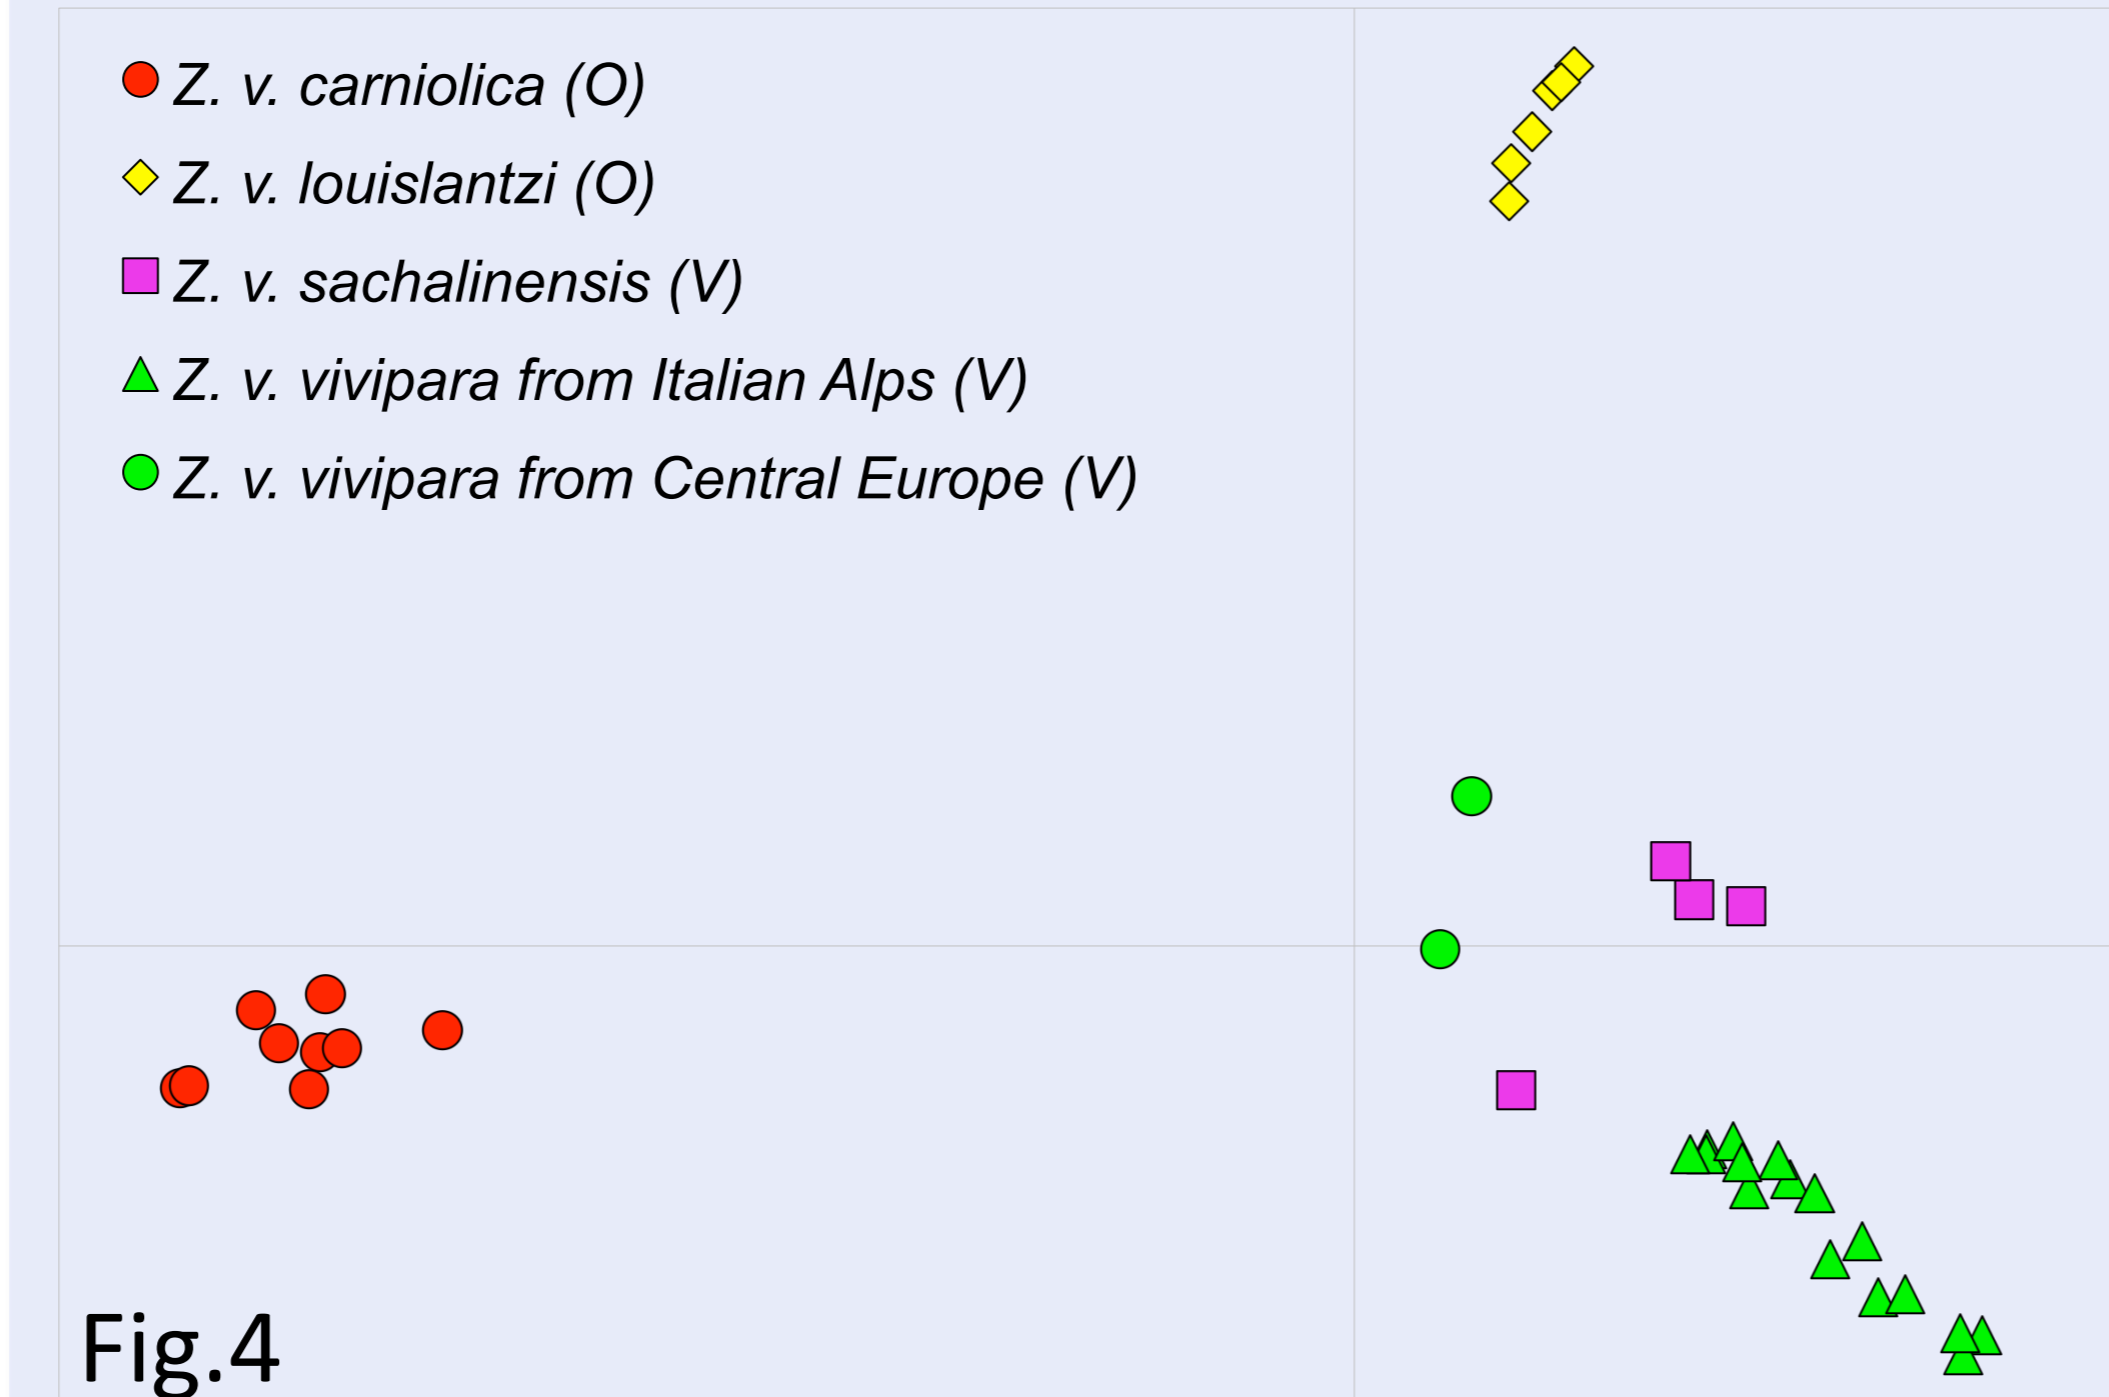 Z. v. carniolica (O)
Z. v. louislantzi (O)
Z. v. sachalinensis (V)
Z. v. vivipara from Italian Alps (V)
Z. v. vivipara from Central Europe (V)
Fig.4